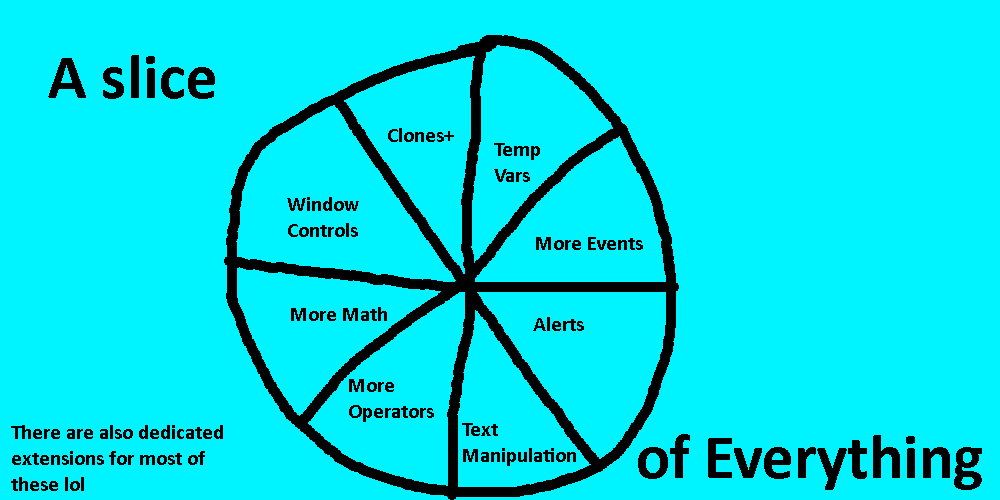 A slice
Clones+
Temp
Vars
Window
Controls
More Events
More Math
Alerts
More
Operators
Text
Manipulation
There are also dedicated
extensions for most of
these lol
of Everything